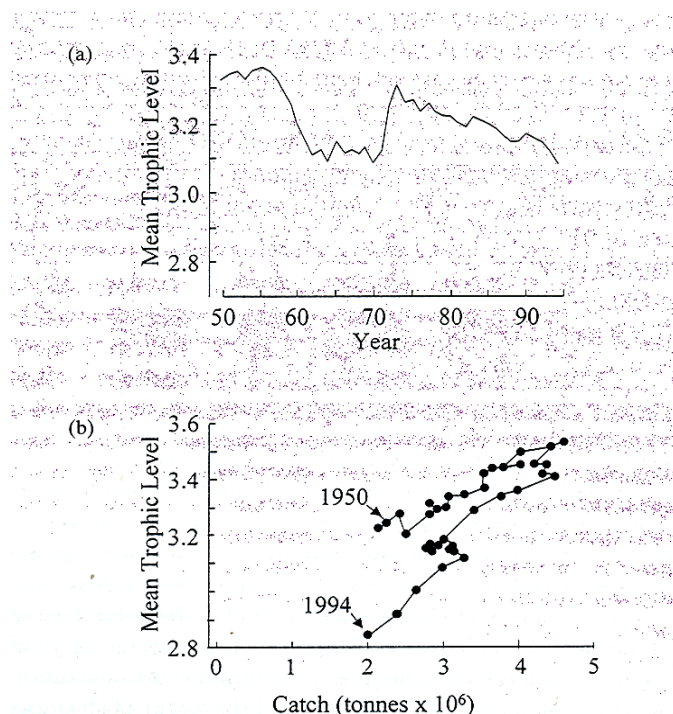 (a)
Mean Trophic Level
3.4
3.2
3.0
2.8
50 60 70 80 90
Year
(b)
Mean Trophic Level
3.6
3.4
3.2
2.8
1950
1994
0 1 2 3 4 5
Catch (tonnes x 10⁶)